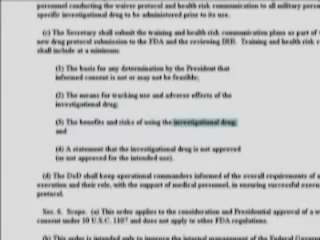 personnel conducting the waiver protocol and health risk communication to all military person
specific investigational drug to be administered prior to its use.
(c) The Secretary shall submit the training and health risk communication plans as part of
new drug protocol submission to the FDA and the reviewing IRB. Training and health risk
shall include at a minimum:
(1) The basis for any determination by the President that
informed consent is not or may not be feasible;
(2) The means for tracking use and adverse effects of the
investigational drug;
(3) The benefits and risks of using the investigational drug;
and
(4) A statement that the investigational drug is not approved
(or not approved for the intended use).
(d) The DoD shall keep operational commanders informed of the overall requirements of
execution and their role, with the support of medical personnel, in ensuring successful execu
protocol.
Sec. 6. Scope. (a) This order applies to the consideration and Presidential approval of a w
consent under 10 U.S.C. 1107 and does not apply to other FDA regulations.
(b) This order is intended only to improve the internal management of the Federal Govern